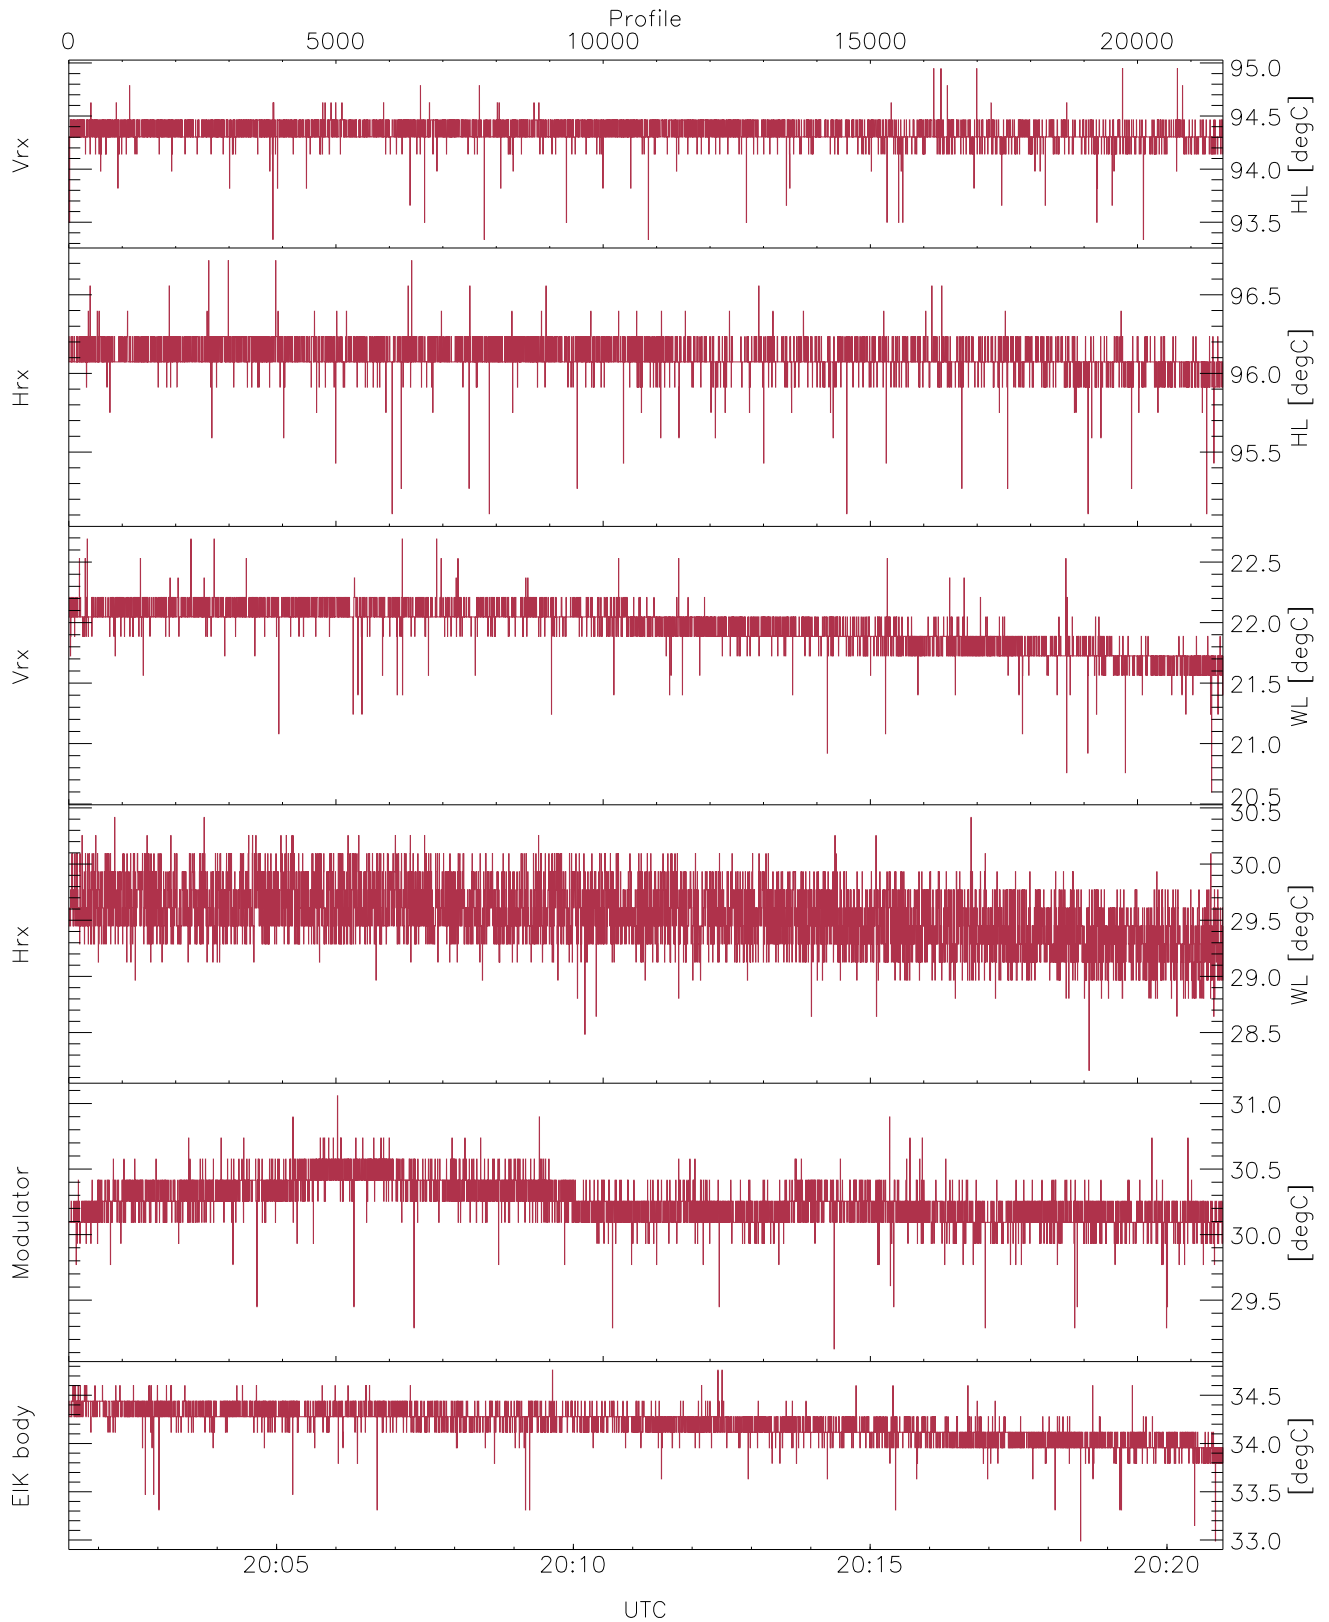 Profile
0 5000 10000 15000 20000
Vrx
95.0
94.5
94.0
93.5
HL [degC]
Hrx
96.5
96.0
95.5
HL [degC]
Vrx
22.5
22.0
21.5
21.0
20.5
WL [degC]
Hrx
30.5
30.0
29.5
29.0
28.5
WL [degC]
Modulator
31.0
30.5
30.0
29.5
[degC]
EIK body
34.5
34.0
33.5
33.0
[degC]
20:05 20:10 20:15 20:20
UTC